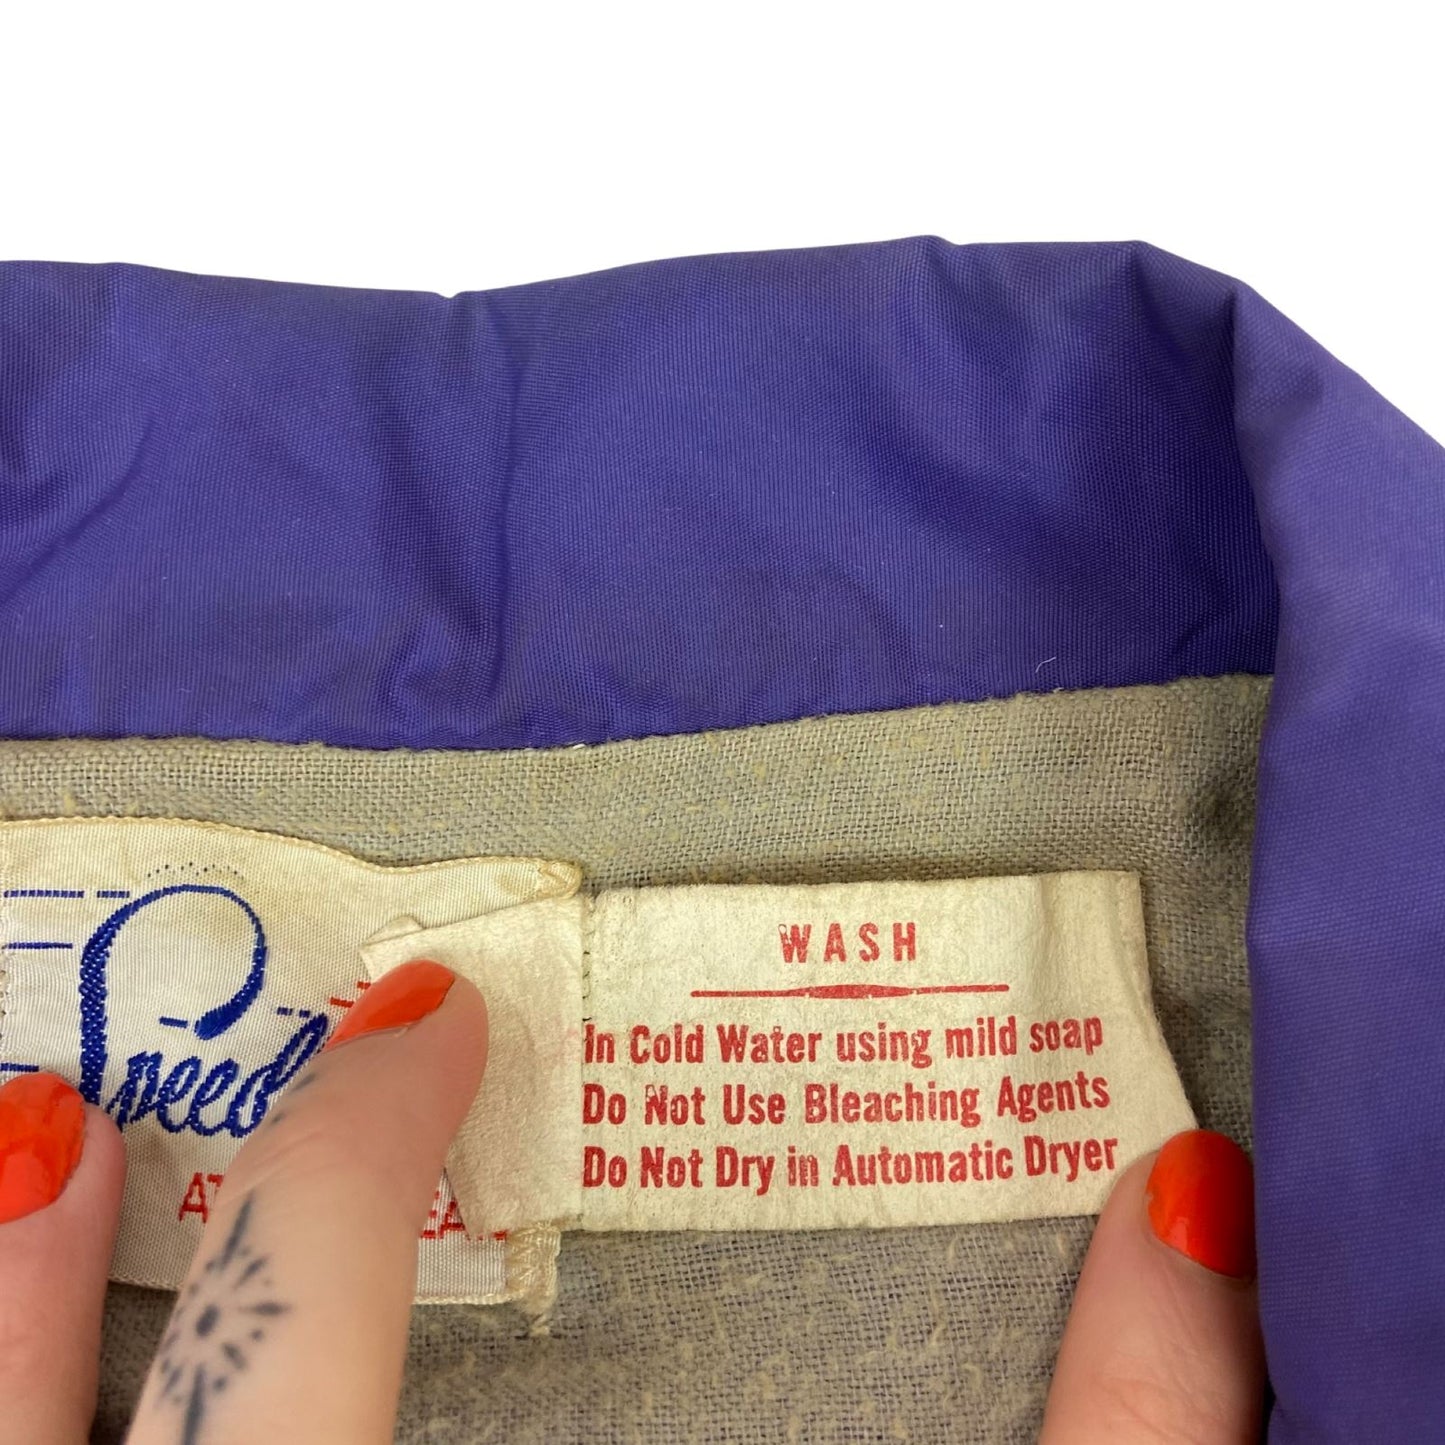 WASH
In Cold Water using mild soap
Do Not Use Bleaching Agents
Do Not Dry in Automatic Dryer